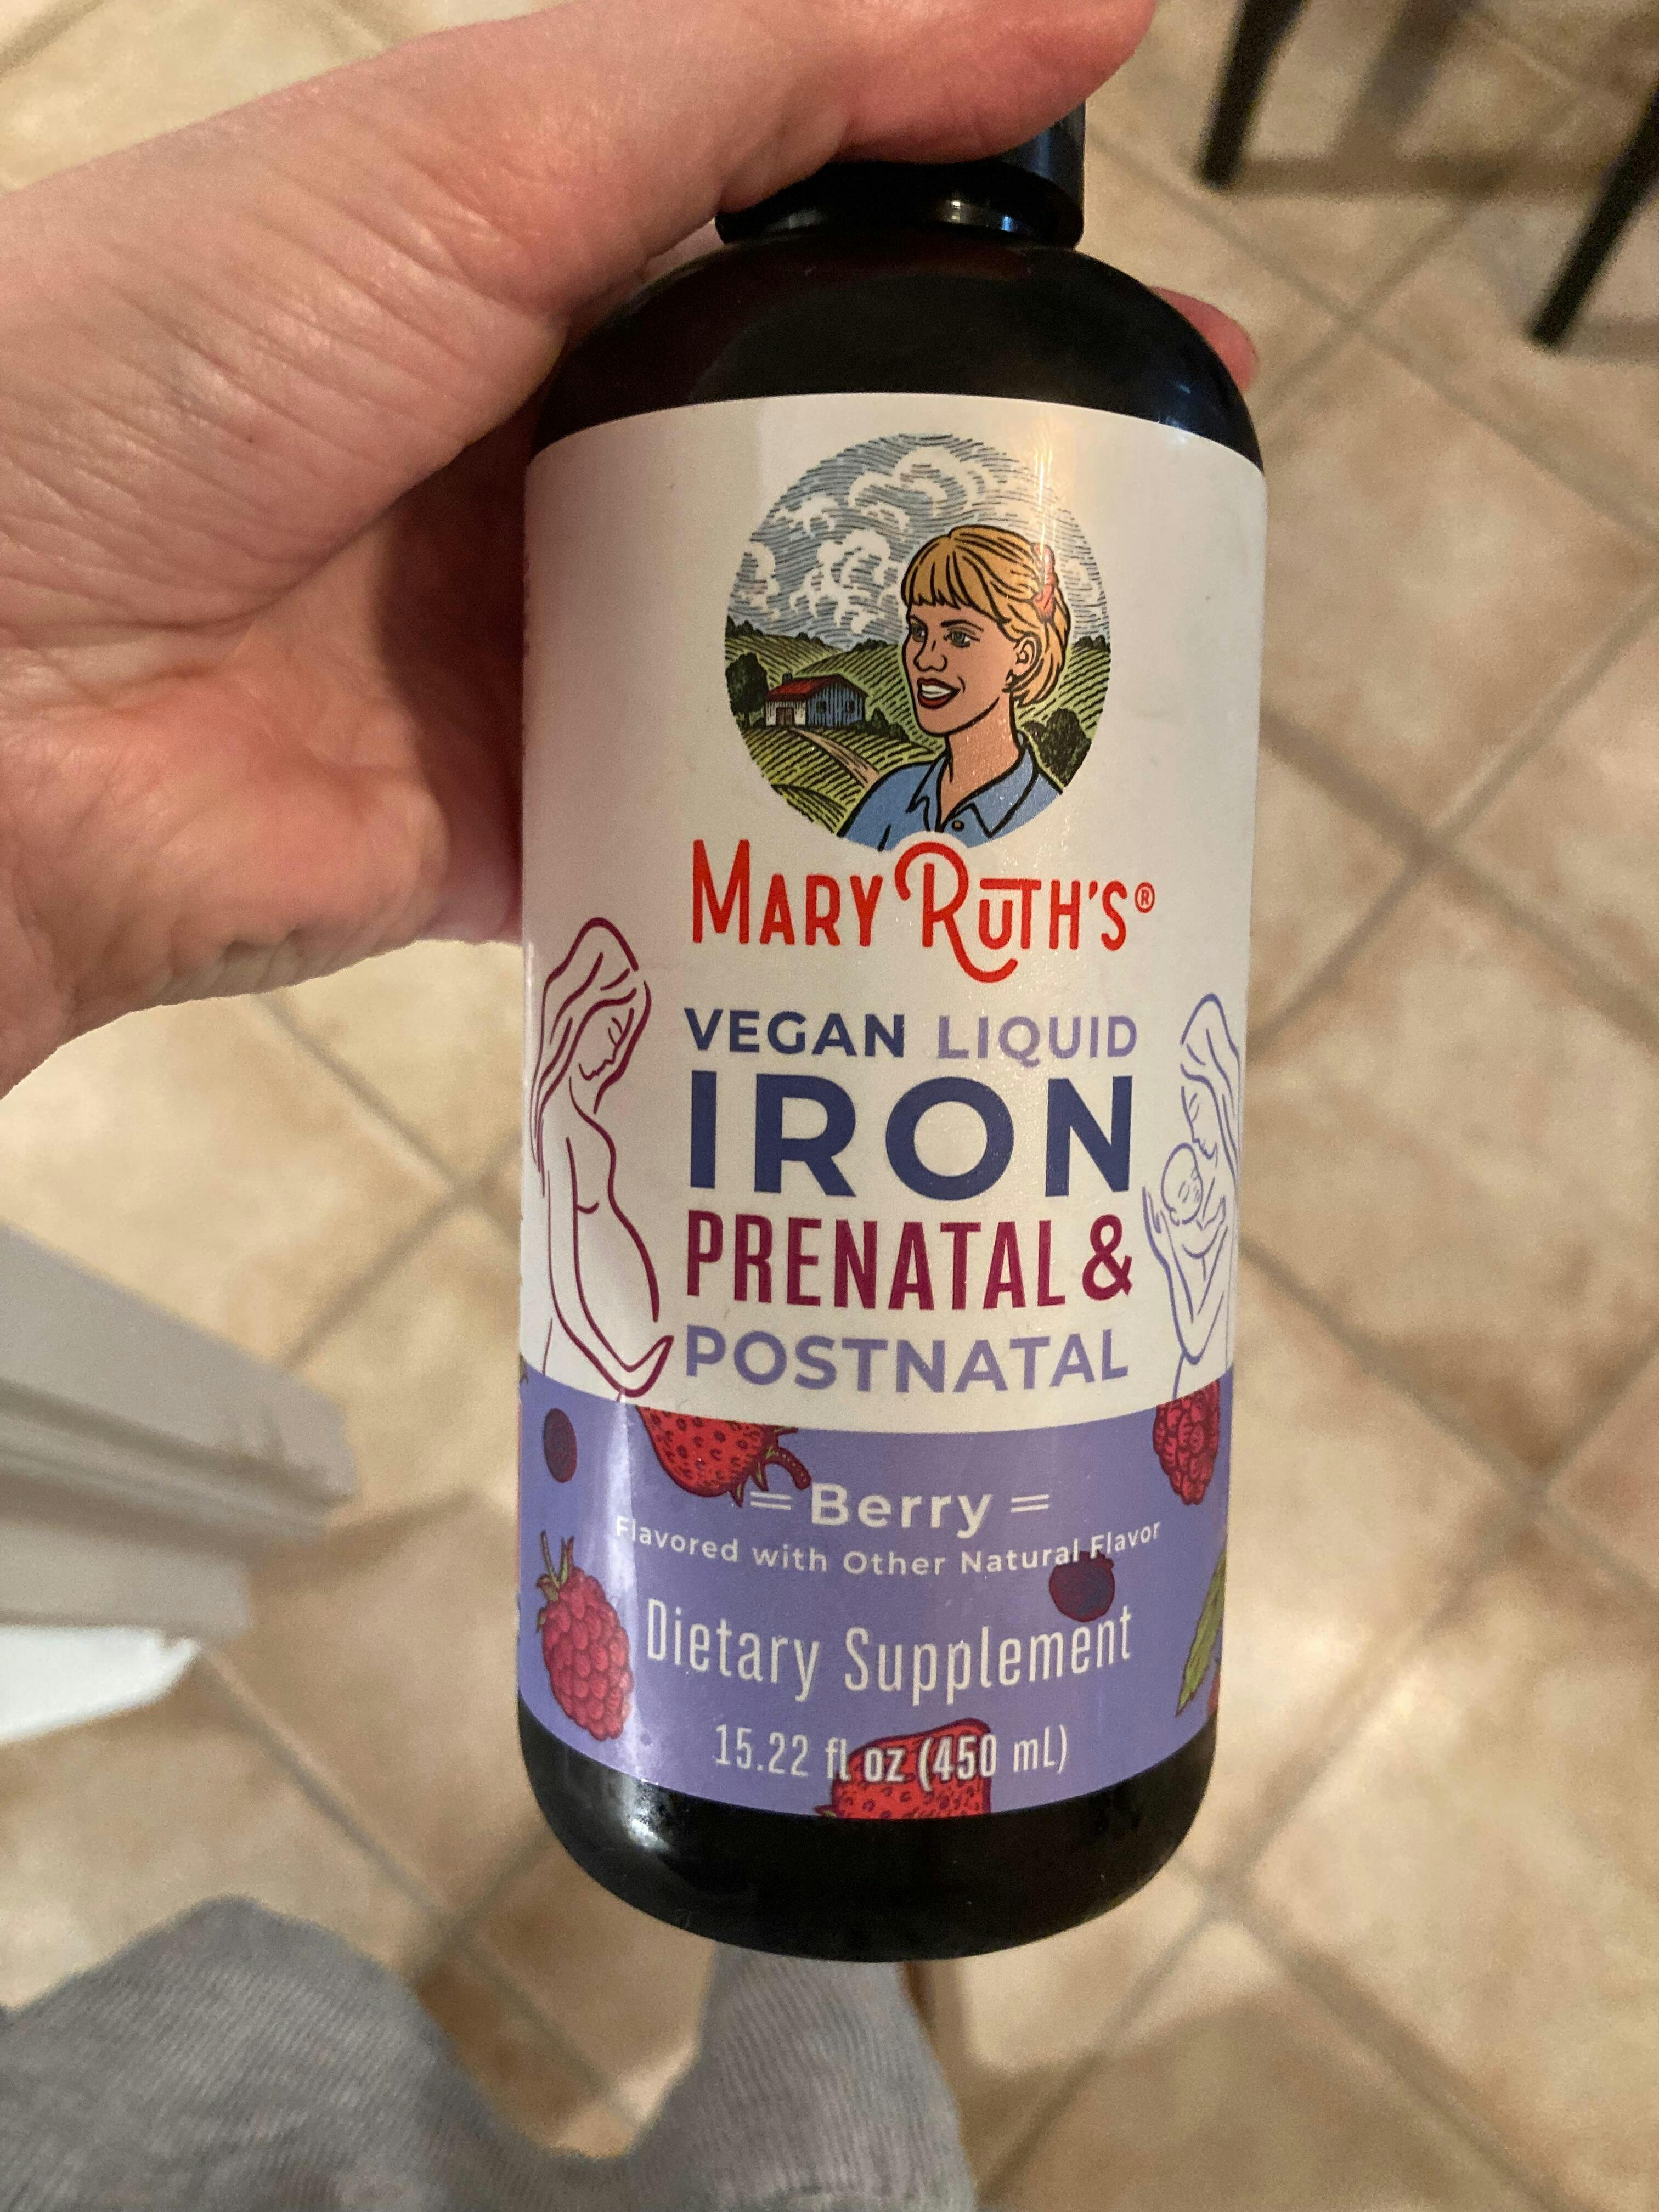 MARY RUTH'S®
VEGAN LIQUID
IRON
PRENATAL &
POSTNATAL
= Berry =
Flavored with Other Natural Flavor
Dietary Supplement
15.22 fl oz (450 mL)